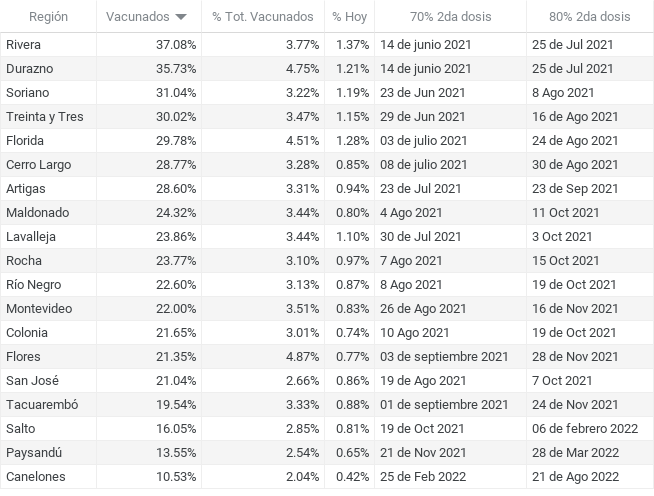 Región Vacunados % Tot. Vacunados % Hoy 70% 2da dosis 80% 2da dosis
Rivera 37.08% 3.77% 1.37% 14 de junio 2021 25 de Jul 2021
Durazno 35.73% 4.75% 1.21% 14 de junio 2021 25 de Jul 2021
Soriano 31.04% 3.22% 1.19% 23 de Jun 2021 8 Ago 2021
Treinta y Tres 30.02% 3.47% 1.15% 29 de Jun 2021 16 de Ago 2021
Florida 29.78% 4.51% 1.28% 03 de julio 2021 24 de Ago 2021
Cerro Largo 28.77% 3.28% 0.85% 08 de julio 2021 30 de Ago 2021
Artigas 28.60% 3.31% 0.94% 23 de Jul 2021 23 de Sep 2021
Maldonado 24.32% 3.44% 0.80% 4 Ago 2021 11 Oct 2021
Lavalleja 23.86% 3.44% 1.10% 30 de Jul 2021 3 Oct 2021
Rocha 23.77% 3.10% 0.97% 7 Ago 2021 15 Oct 2021
Río Negro 22.60% 3.13% 0.87% 8 Ago 2021 19 de Oct 2021
Montevideo 22.00% 3.51% 0.83% 26 de Ago 2021 16 de Nov 2021
Colonia 21.65% 3.01% 0.74% 10 Ago 2021 19 de Oct 2021
Flores 21.35% 4.87% 0.77% 03 de septiembre 2021 28 de Nov 2021
San José 21.04% 2.66% 0.86% 19 de Ago 2021 7 Oct 2021
Tacuarembó 19.54% 3.33% 0.88% 01 de septiembre 2021 24 de Nov 2021
Salto 16.05% 2.85% 0.81% 19 de Oct 2021 06 de febrero 2022
Paysandú 13.55% 2.54% 0.65% 21 de Nov 2021 28 de Mar 2022
Canelones 10.53% 2.04% 0.42% 25 de Feb 2022 21 de Ago 2022